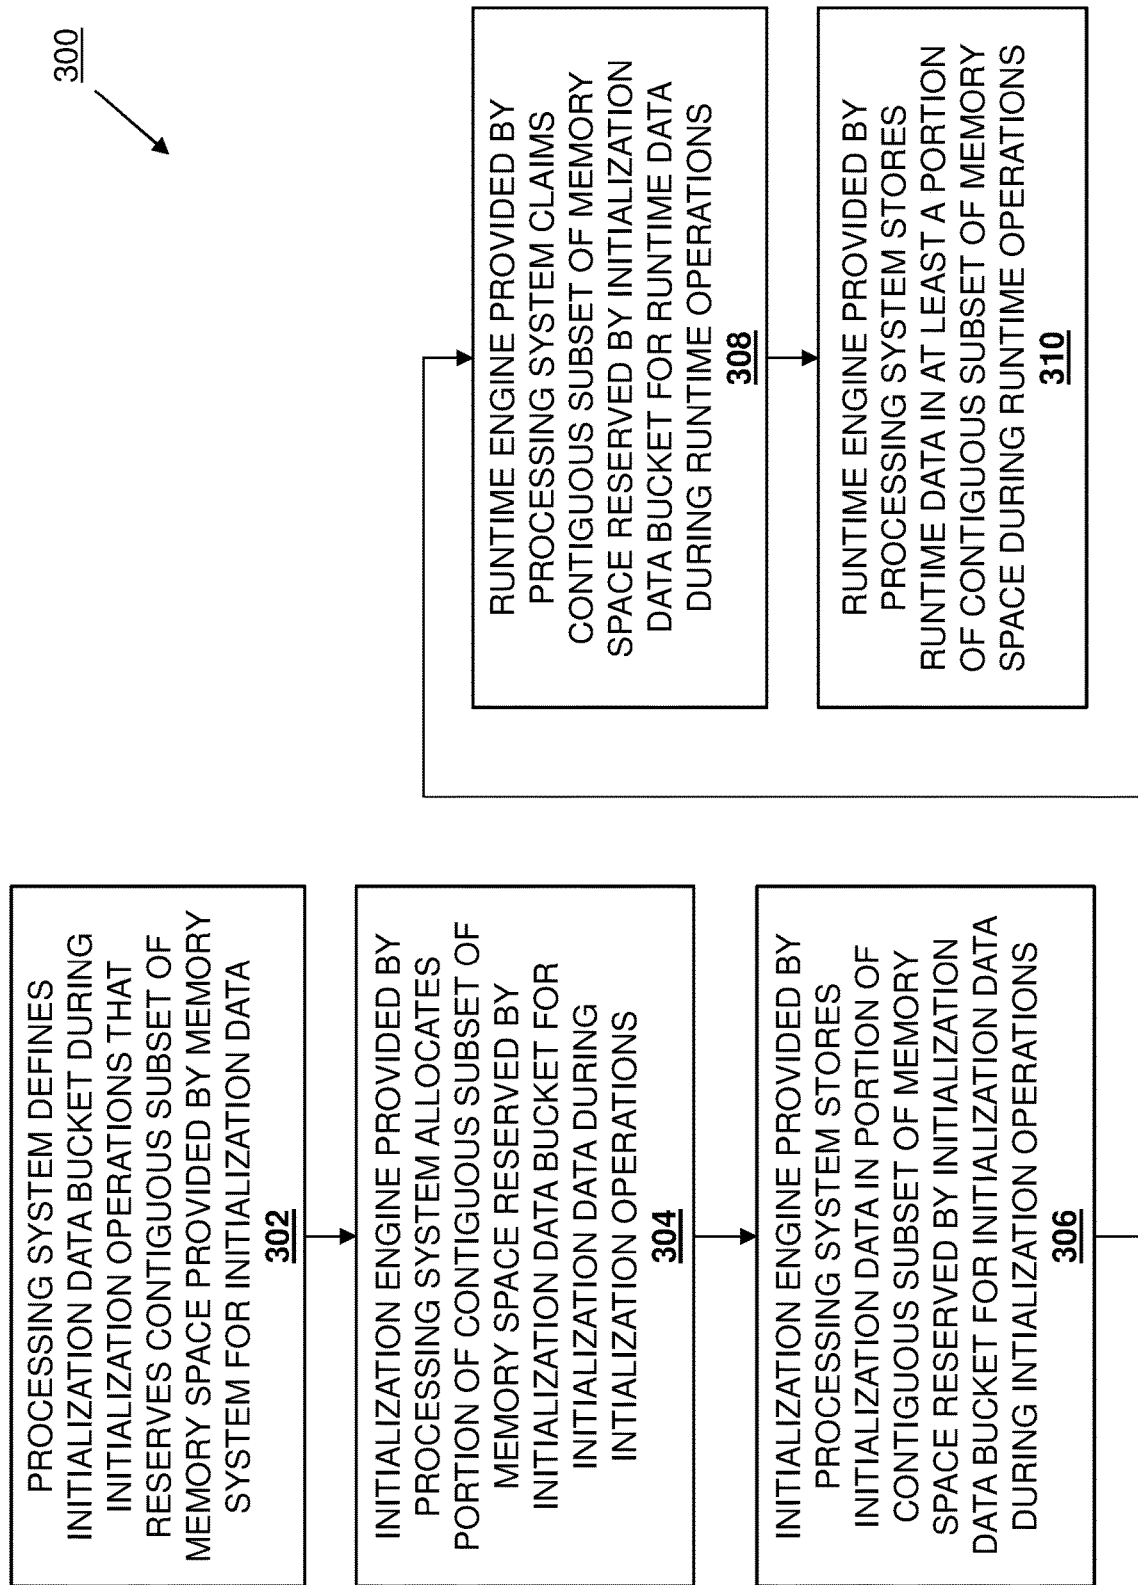 300
PROCESSING SYSTEM DEFINES
INITIALIZATION DATA BUCKET DURING
INITIALIZATION OPERATIONS THAT
RESERVES CONTIGUOUS SUBSET OF
MEMORY SPACE PROVIDED BY MEMORY
SYSTEM FOR INITIALIZATION DATA
302
INITIALIZATION ENGINE PROVIDED BY
PROCESSING SYSTEM ALLOCATES
PORTION OF CONTIGUOUS SUBSET OF
MEMORY SPACE RESERVED BY
INITIALIZATION DATA BUCKET FOR
INITIALIZATION DATA DURING
INTIALIZATION OPERATIONS
304
INITIALIZATION ENGINE PROVIDED BY
PROCESSING SYSTEM STORES
INITIALIZATION DATA IN PORTION OF
CONTIGUOUS SUBSET OF MEMORY
SPACE RESERVED BY INITIALIZATION
DATA BUCKET FOR INITIALIZATION DATA
DURING INTIALIZATION OPERATIONS
306
RUNTIME ENGINE PROVIDED BY
PROCESSING SYSTEM CLAIMS
CONTIGUOUS SUBSET OF MEMORY
SPACE RESERVED BY INITIALIZATION
DATA BUCKET FOR RUNTIME DATA
DURING RUNTIME OPERATIONS
308
RUNTIME ENGINE PROVIDED BY
PROCESSING SYSTEM STORES
RUNTIME DATA IN AT LEAST A PORTION
OF CONTIGUOUS SUBSET OF MEMORY
SPACE DURING RUNTIME OPERATIONS
310